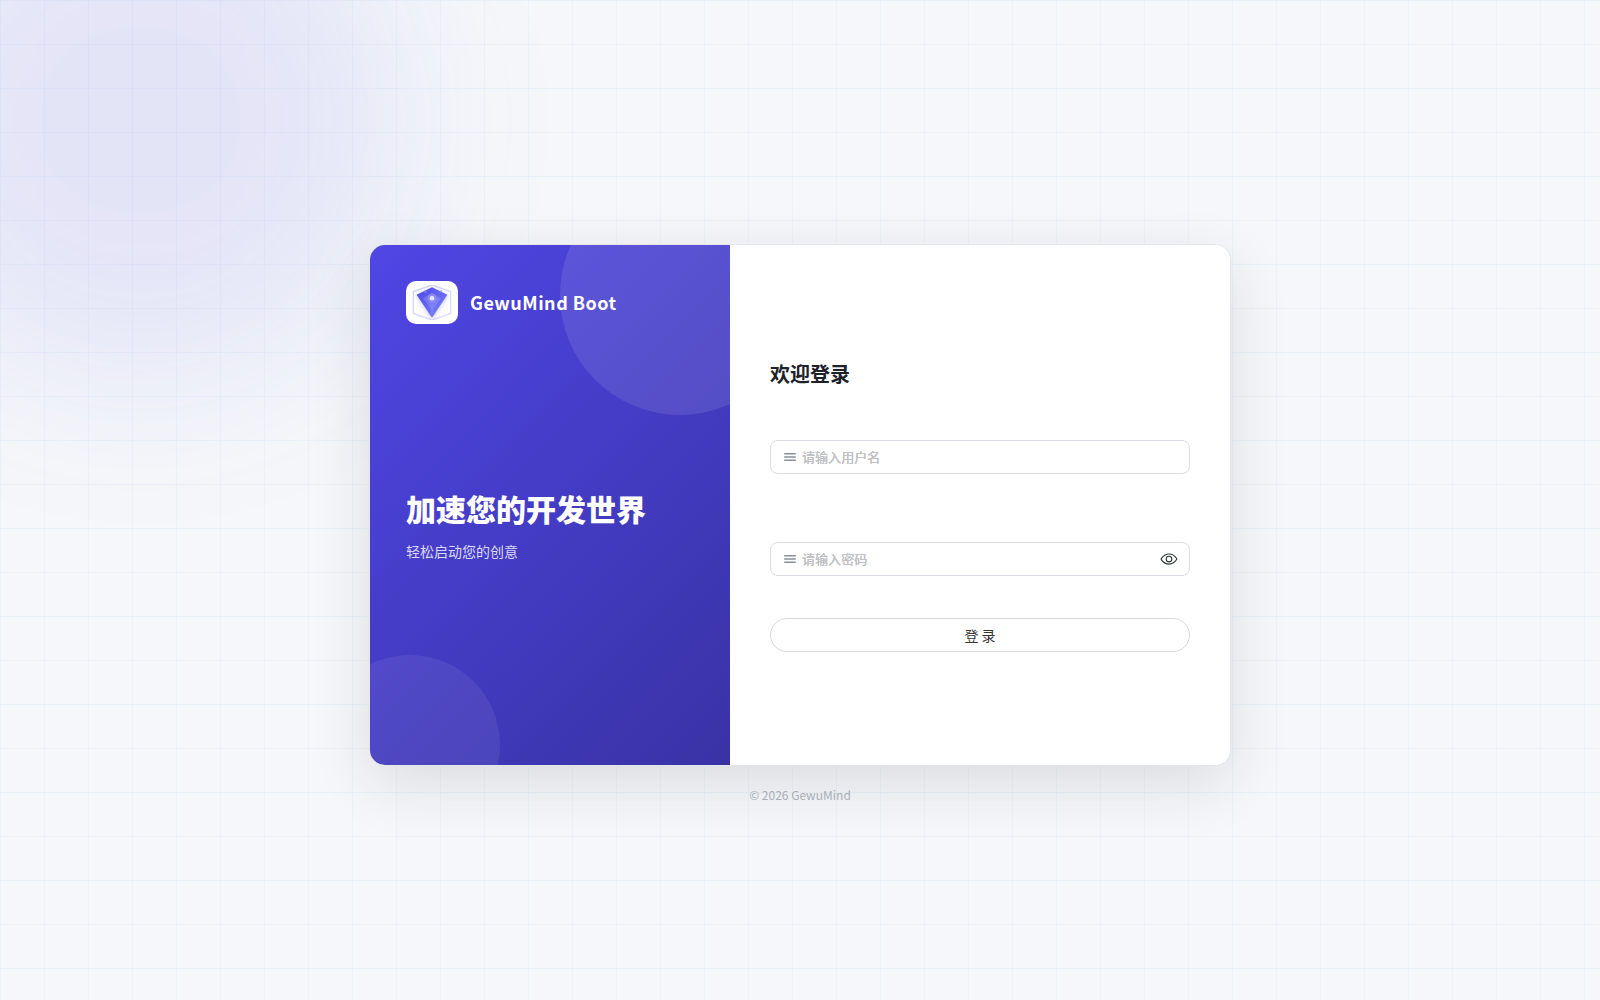 GewuMind Boot
加速您的开发世界
轻松启动您的创意
欢迎登录
请输入用户名
请输入密码
登 录
© 2026 GewuMind